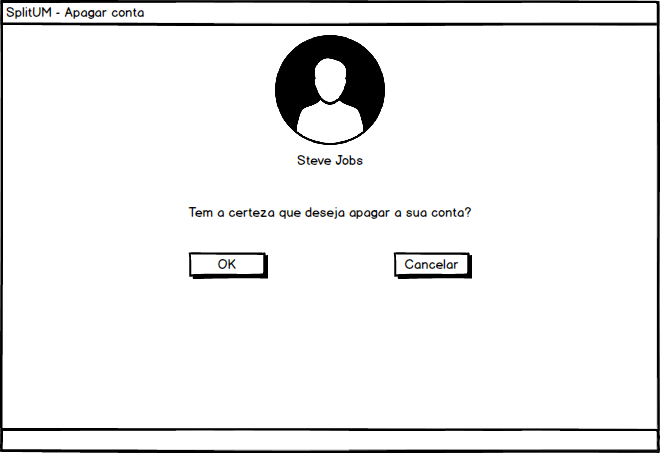 SplitUM - Apagar conta
Steve Jobs
Tem a certeza que deseja apagar a sua conta?
OK
Cancelar